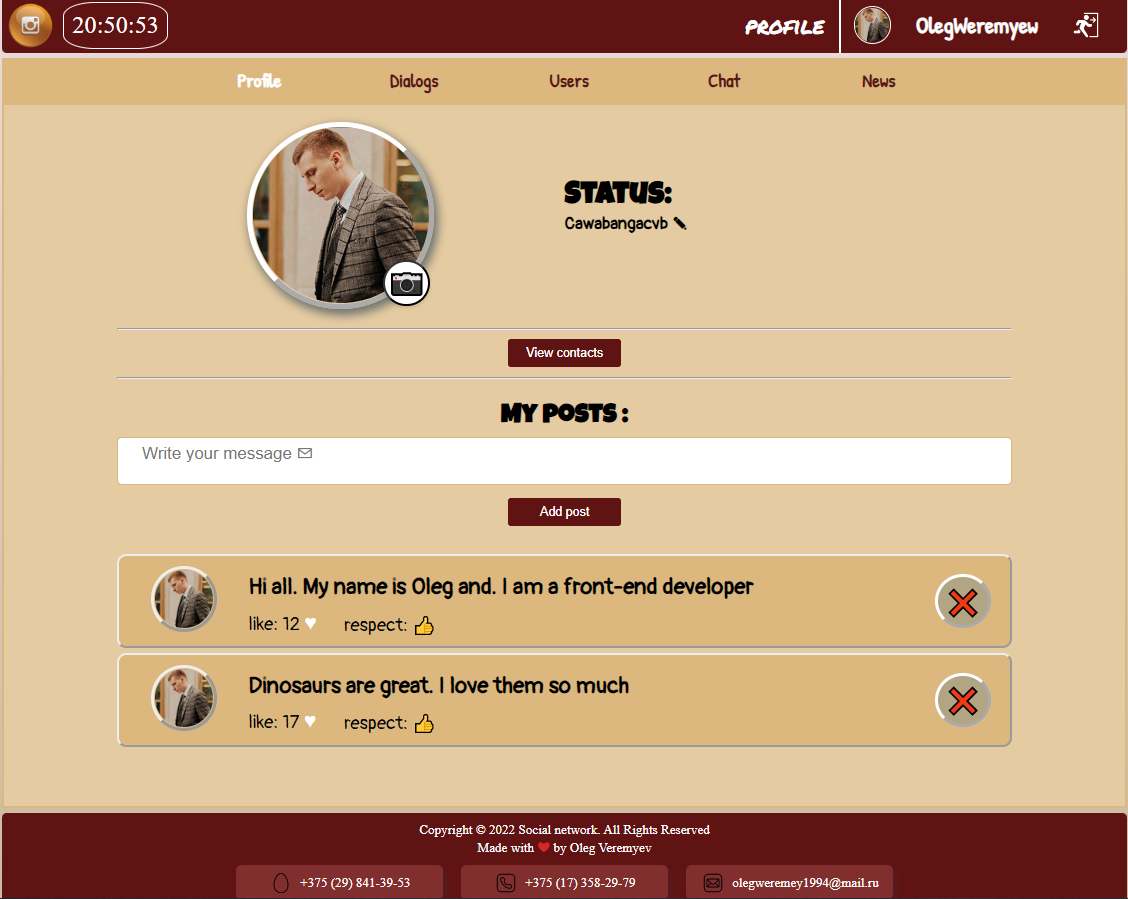 20:50:53
PROFILE
OlegWeremyew
Profile
Dialogs
Users
Chat
News
STATUS:
Cawabangacvb
View contacts
MY POSTS :
Write your message
Add post
Hi all. My name is Oleg and. I am a front-end developer
like: 12
respect:
Dinosaurs are great. I love them so much
like: 17
respect:
Copyright © 2022 Social network. All Rights Reserved
Made with ❤ by Oleg Veremyev
+375 (29) 841-39-53
+375 (17) 358-29-79
olegweremey1994@mail.ru